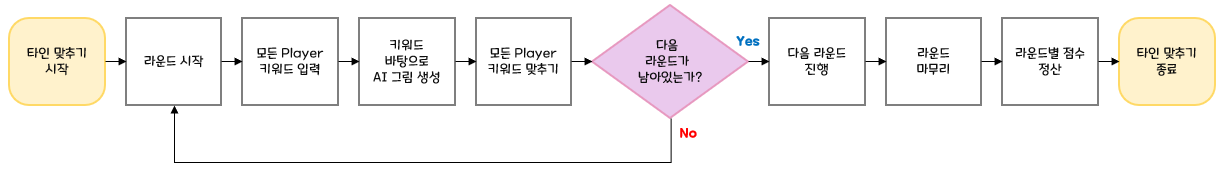 타인 맞추기
시작
라운드 시작
모든 Player
키워드 입력
키워드
바탕으로
AI 그림 생성
모든 Player
키워드 맞추기
다음
라운드가
남아있는가?
Yes
No
다음 라운드
진행
라운드
마무리
라운드별 점수
정산
타인 맞추기
종료